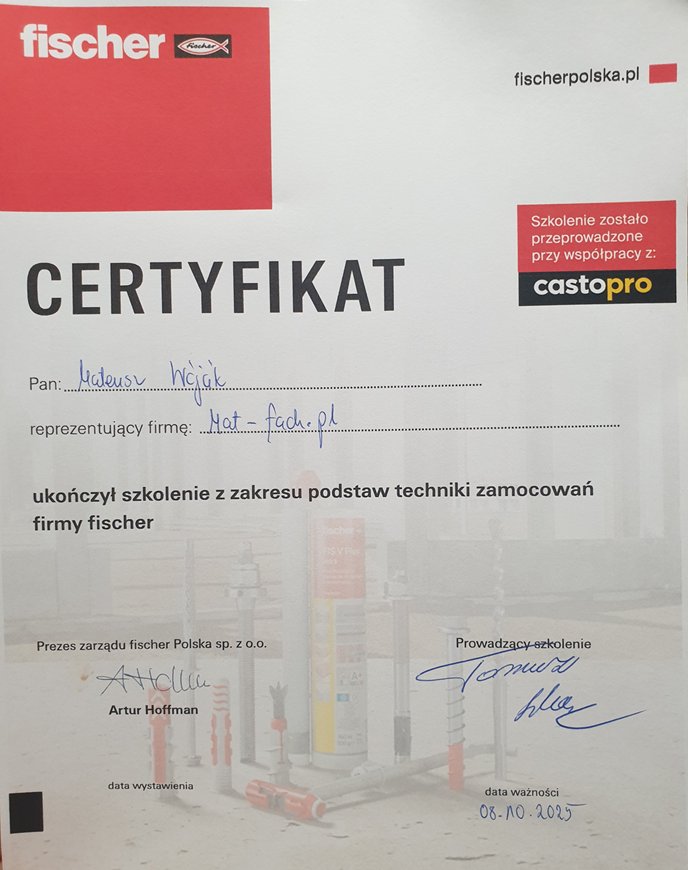 fischer fischer
fischerpolska.pl
Szkolenie zostało
przeprowadzone
przy współpracy z:
castopro
CERTYFIKAT
Pan: Mateusz Wójcik
reprezentujący firmę: Mat-fach.pl
ukończył szkolenie z zakresu podstaw techniki zamocowań
firmy fischer
fischer
Prezes zarządu fischer Polska sp. z o.o.
Artur Hoffman
data wystawienia
Prowadzący szkolenie
Tomasz
data ważności
08.10.2025